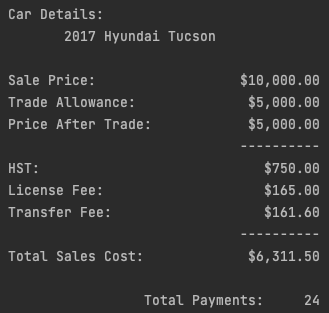 Car Details:
2017 Hyundai Tucson
Sale Price: $10,000.00
Trade Allowance: $5,000.00
Price After Trade: $5,000.00
----------
HST: $750.00
License Fee: $165.00
Transfer Fee: $161.60
----------
Total Sales Cost: $6,311.50
Total Payments: 24